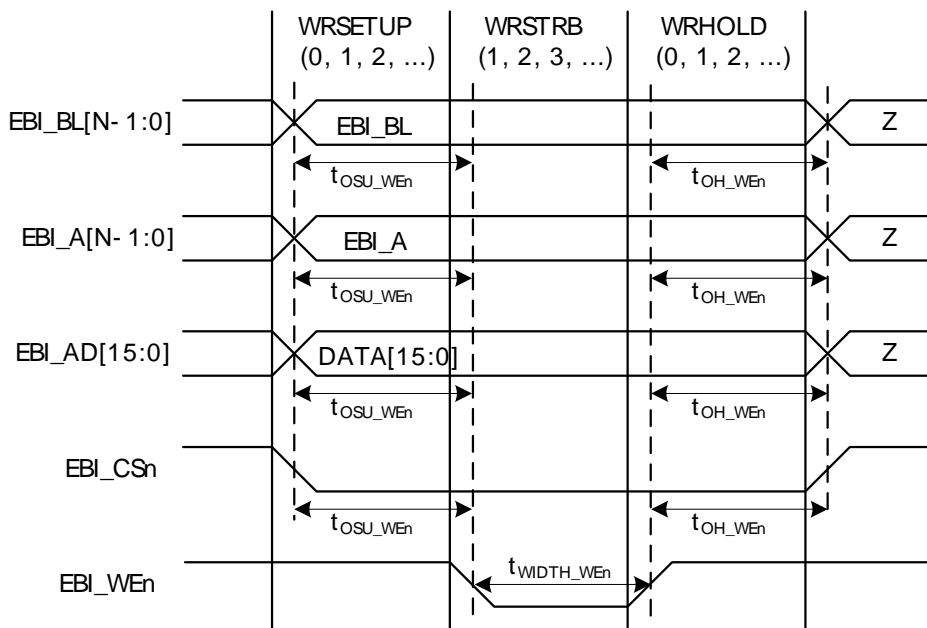 WRSETUP WRSTRB WRHOLD
(0, 1, 2, ...) (1, 2, 3, ...) (0, 1, 2, ...)
EBI_BL[N-1:0] EBI_BL Z
tOSU_WEn tOH_WEn
EBI_A[N-1:0] EBI_A Z
tOSU_WEn tOH_WEn
EBI_AD[15:0] DATA[15:0] Z
tOSU_WEn tOH_WEn
EBI_CSn
tOSU_WEn tOH_WEn
EBI_WEn tWIDTH_WEn